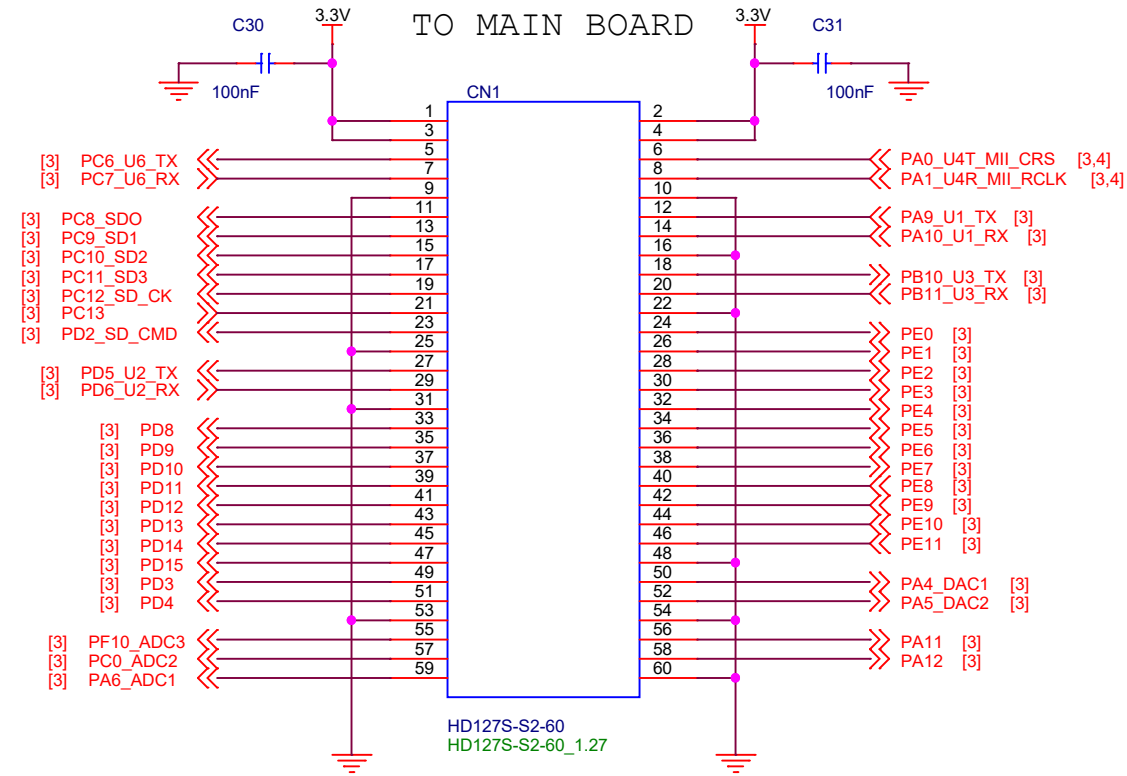 TO MAIN BOARD
3.3V
3.3V
C30
C31
100nF
100nF
CN1
1 2
3 4
[3] PC6_U6_TX 5 6 PA0_U4T_MII_CRS [3,4]
[3] PC7_U6_RX 7 8 PA1_U4R_MII_RCLK [3,4]
9 10
[3] PC8_SDO 11 12 PA9_U1_TX [3]
[3] PC9_SD1 13 14 PA10_U1_RX [3]
[3] PC10_SD2 15 16
[3] PC11_SD3 17 18 PB10_U3_TX [3]
[3] PC12_SD_CK 19 20 PB11_U3_RX [3]
[3] PC13 21 22
[3] PD2_SD_CMD 23 24 PE0 [3]
25 26 PE1 [3]
[3] PD5_U2_TX 27 28 PE2 [3]
[3] PD6_U2_RX 29 30 PE3 [3]
31 32 PE4 [3]
[3] PD8 33 34 PE5 [3]
[3] PD9 35 36 PE6 [3]
[3] PD10 37 38 PE7 [3]
[3] PD11 39 40 PE8 [3]
[3] PD12 41 42 PE9 [3]
[3] PD13 43 44 PE10 [3]
[3] PD14 45 46 PE11 [3]
[3] PD15 47 48
[3] PD3 49 50 PA4_DAC1 [3]
[3] PD4 51 52 PA5_DAC2 [3]
53 54
[3] PF10_ADC3 55 56 PA11 [3]
[3] PC0_ADC2 57 58 PA12 [3]
[3] PA6_ADC1 59 60
HD127S-S2-60
HD127S-S2-60_1.27